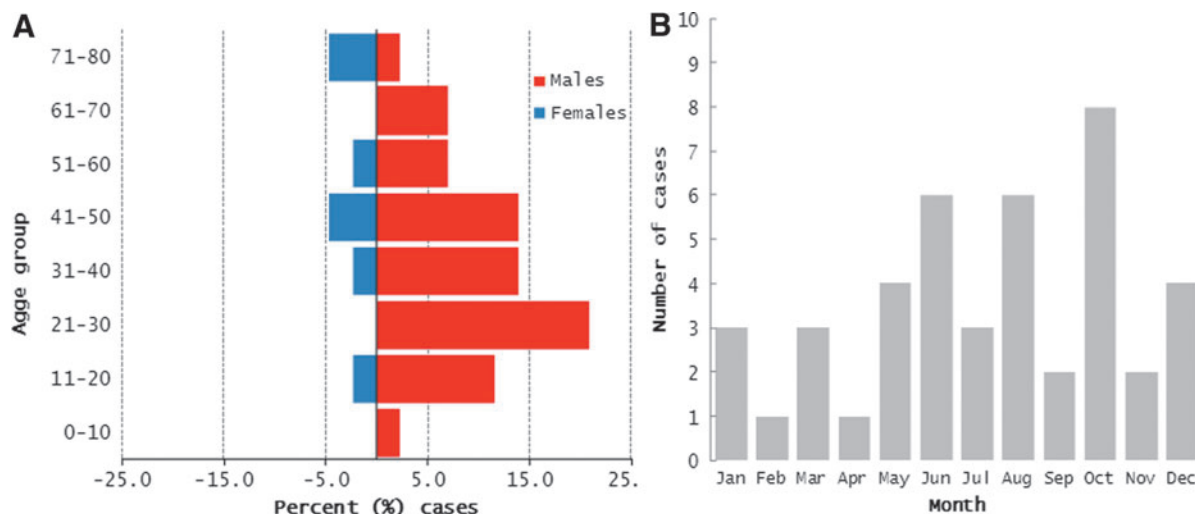 A
71-80
61-70
51-60
41-50
31-40
21-30
11-20
0-10
Agge group
Males
Females
-25.0 -15.0 -5.0 5.0 15.0 25.
Percent (%) cases
B
10
9
8
7
6
5
4
3
2
1
0
Number of cases
Jan Feb Mar Apr May Jun Jul Aug Sep Oct Nov Dec
Month